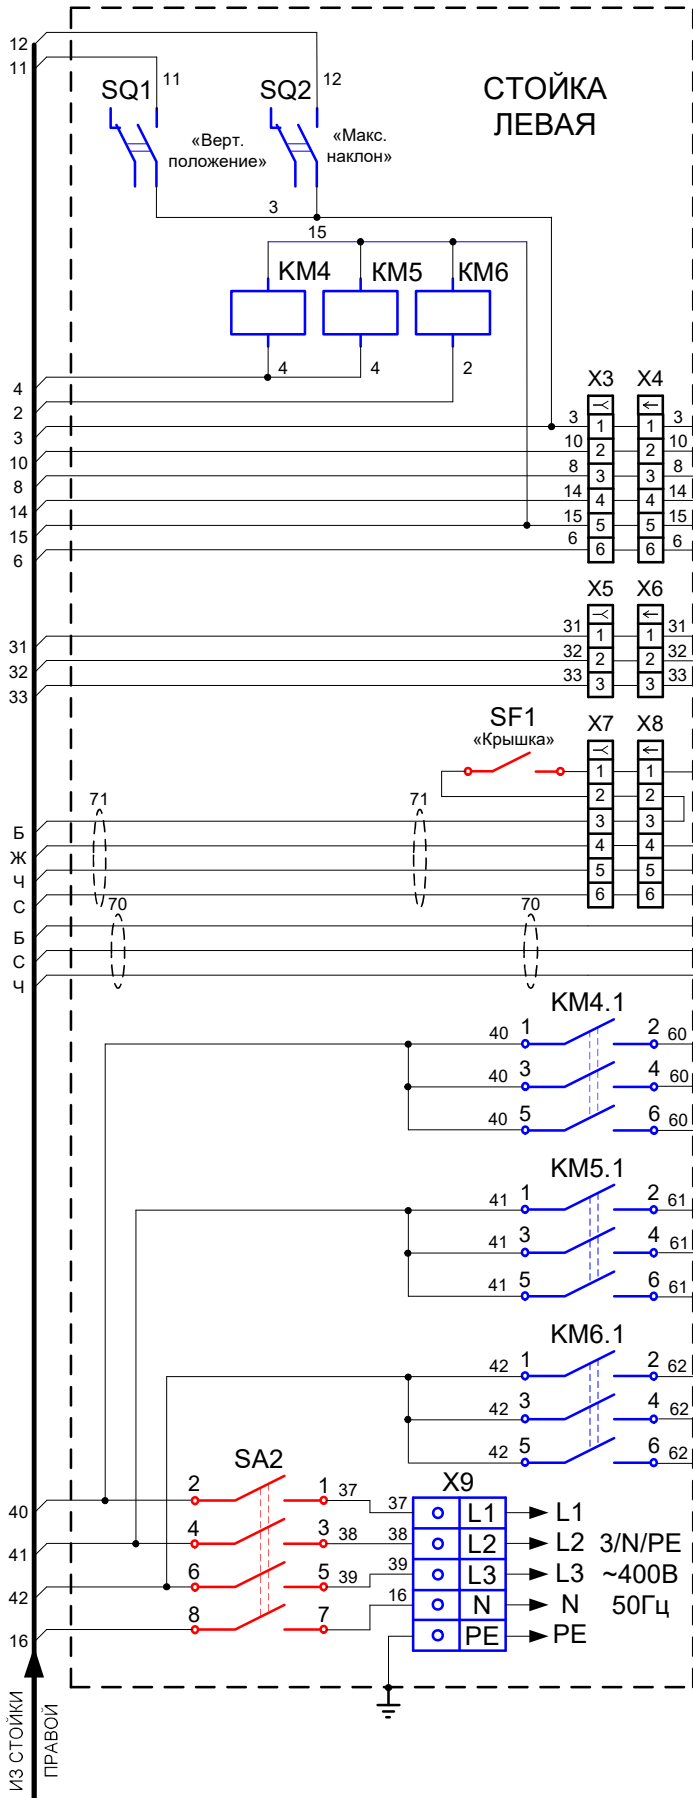 12
11
11
12
SQ1
SQ2
СТОЙКА
ЛЕВАЯ
«Верт.
положение»
«Макс.
наклон»
3
15
KM4
KM5
KM6
4
4
2
4
2
3
10
8
14
15
6
X3
X4
3 1 1 3
10 2 2 10
8 3 3 8
14 4 4 14
15 5 5 15
6 6 6 6
31
32
33
X5
X6
31 1 1 31
32 2 2 32
33 3 3 33
SF1
«Крышка»
X7
X8
1 1
2 2
3 3
4 4
5 5
6 6
71
71
Б
Ж
Ч
С
70
70
Б
С
Ч
KM4.1
40 1 2 60
40 3 4 60
40 5 6 60
KM5.1
41 1 2 61
41 3 4 61
41 5 6 61
KM6.1
42 1 2 62
42 3 4 62
42 5 6 62
SA2
X9
40 2 1 37 37 L1 L1
41 4 3 38 38 L2 L2 3/N/PE
42 6 5 39 39 L3 L3 ~400В
16 8 7 16 N N 50Гц
PE PE
ИЗ СТОЙКИ
ПРАВОЙ